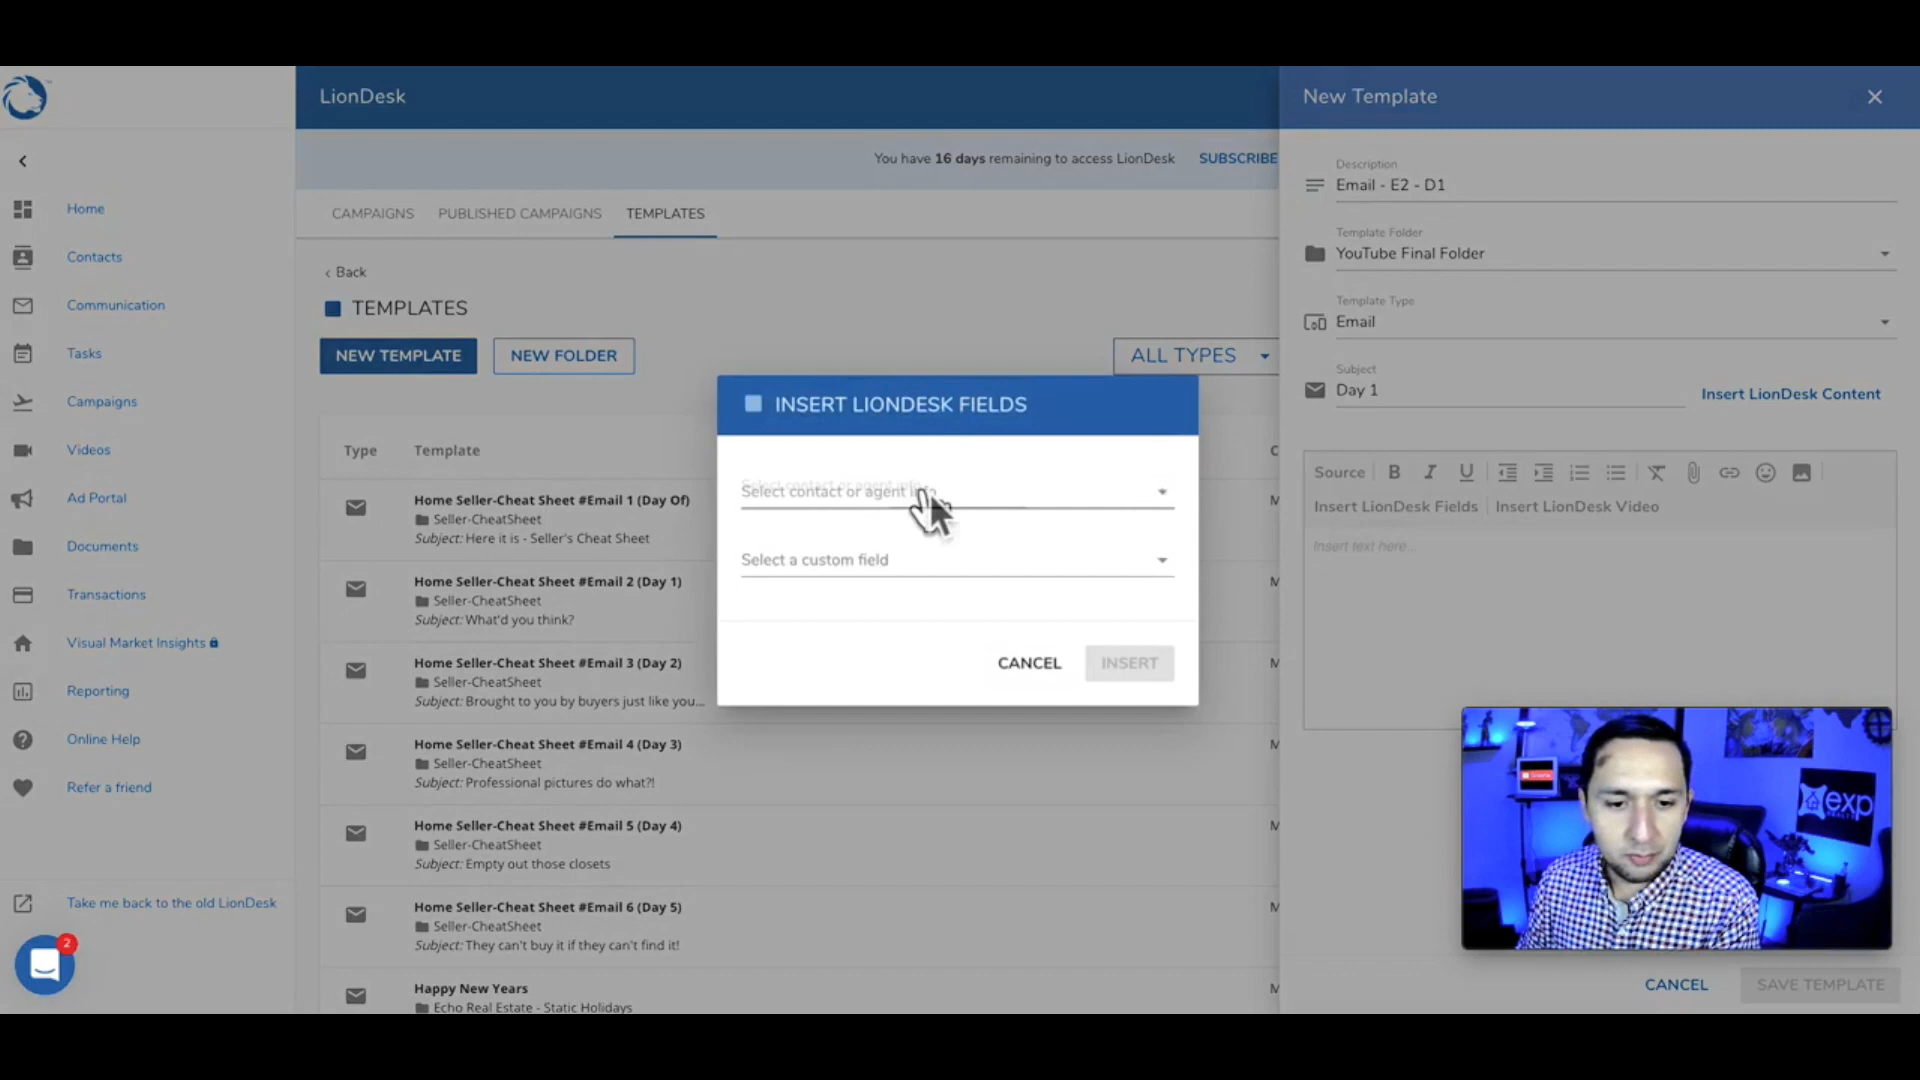 LionDesk
New Template
You have 16 days remaining to access LionDesk SUBSCRIBE
Description
Email - E2 - D1
Home
CAMPAIGNS PUBLISHED CAMPAIGNS TEMPLATES
Template Folder
YouTube Final Folder
Contacts
‹ Back
Communication
TEMPLATES
Template Type
Email
Tasks
NEW TEMPLATE NEW FOLDER
ALL TYPES
Subject
Day 1
Insert LionDesk Content
Campaigns
INSERT LIONDESK FIELDS
Videos
Type Template
Source B I U
Select contact or agent
Insert LionDesk Fields Insert LionDesk Video
Insert text here...
Ad Portal
Home Seller-Cheat Sheet #Email 1 (Day Of)
Seller-CheatSheet
Subject: Here it is - Seller's Cheat Sheet
Select a custom field
Documents
Home Seller-Cheat Sheet #Email 2 (Day 1)
Seller-CheatSheet
Subject: What'd you think?
Transactions
Visual Market Insights
Home Seller-Cheat Sheet #Email 3 (Day 2)
Seller-CheatSheet
Subject: Brought to you by buyers just like you...
CANCEL INSERT
Reporting
Online Help
Home Seller-Cheat Sheet #Email 4 (Day 3)
Seller-CheatSheet
Subject: Professional pictures do what?!
Refer a friend
exp
REALTY
Home Seller-Cheat Sheet #Email 5 (Day 4)
Seller-CheatSheet
Subject: Empty out those closets
Take me back to the old LionDesk
Home Seller-Cheat Sheet #Email 6 (Day 5)
Seller-CheatSheet
Subject: They can't buy it if they can't find it!
2
Happy New Years
Echo Real Estate - Static Holidays
CANCEL SAVE TEMPLATE